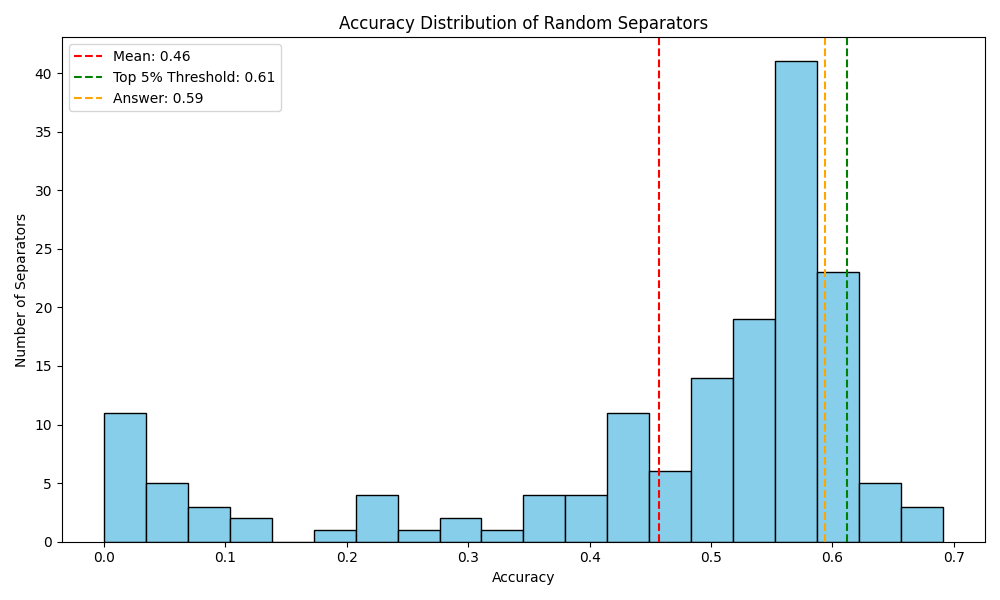 Accuracy Distribution of Random Separators
Mean: 0.46
Top 5% Threshold: 0.61
Answer: 0.59
Number of Separators
40
35
30
25
20
15
10
5
0
0.0 0.1 0.2 0.3 0.4 0.5 0.6 0.7
Accuracy